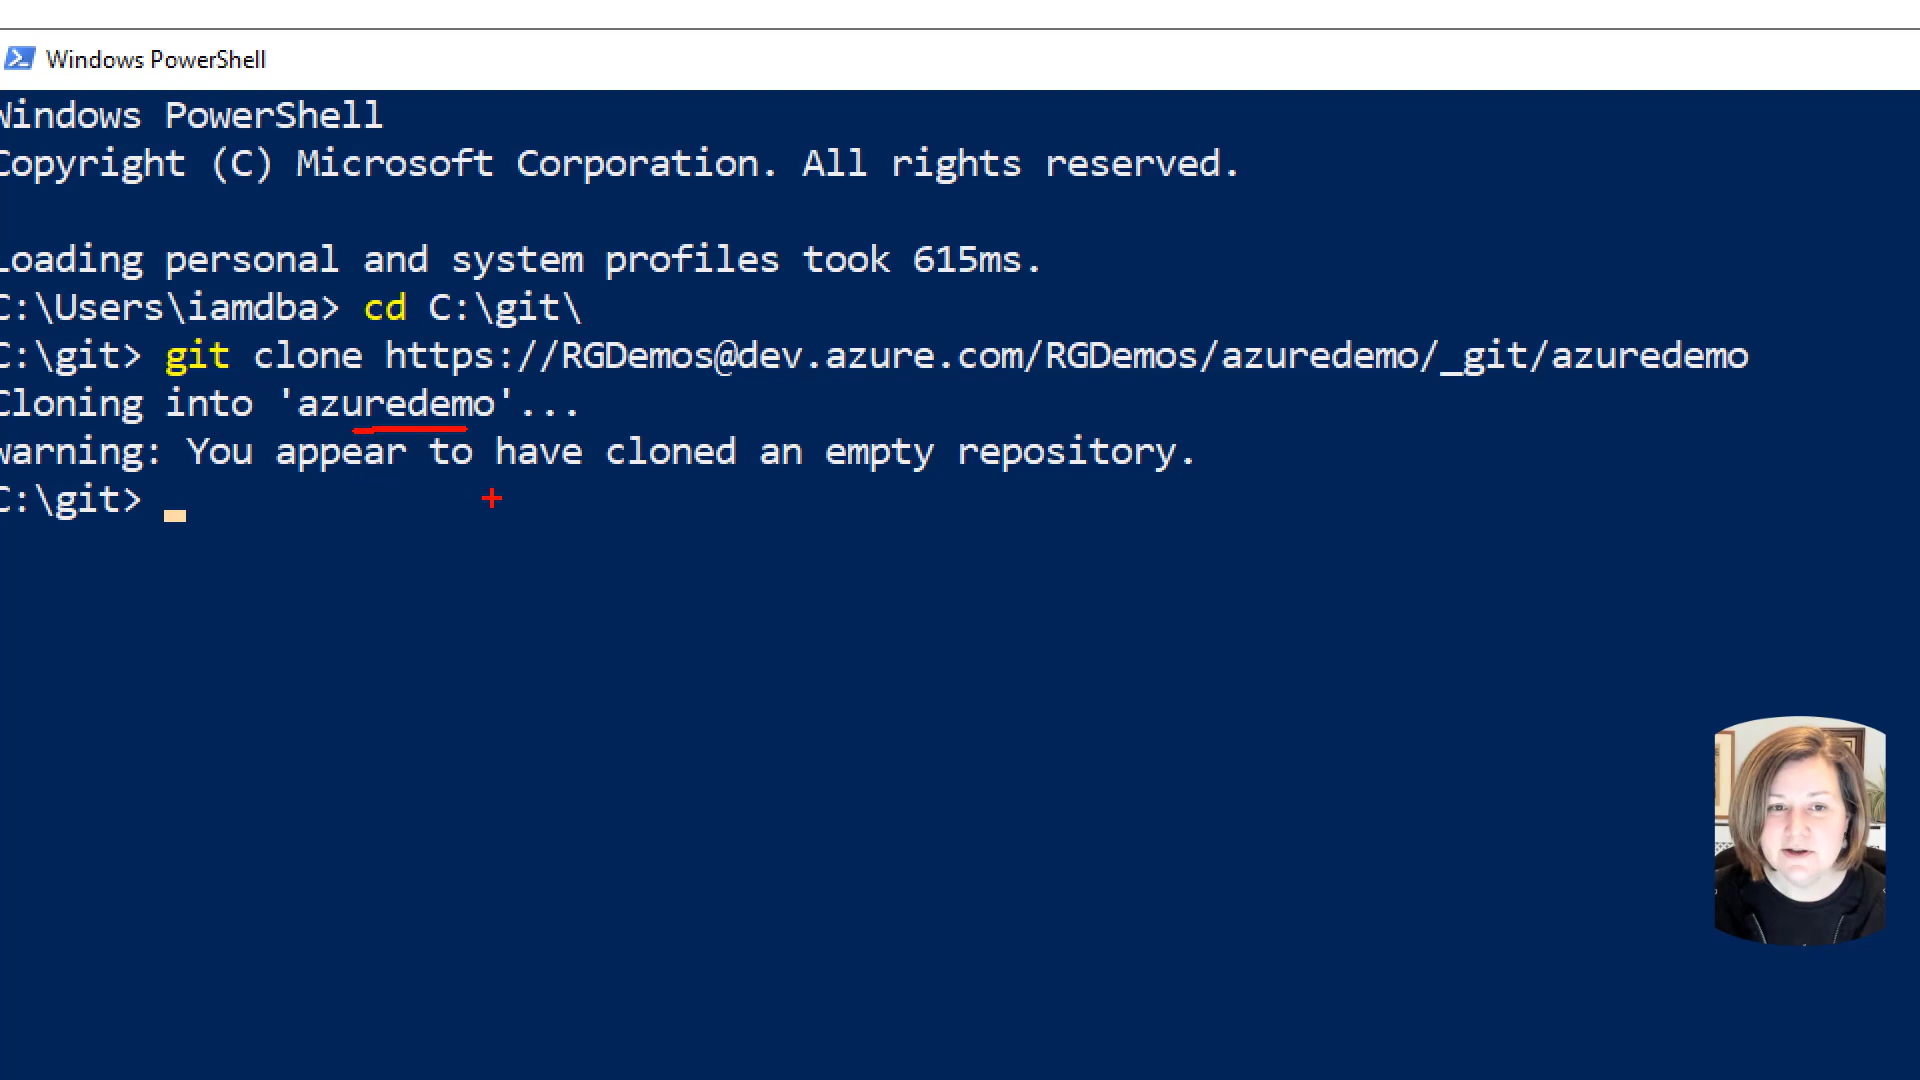 Windows PowerShell
Windows PowerShell
Copyright (C) Microsoft Corporation. All rights reserved.
Loading personal and system profiles took 615ms.
C:\Users\iamdba> cd C:\git\
C:\git> git clone https://RGDemos@dev.azure.com/RGDemos/azuredemo/_git/azuredemo
Cloning into 'azuredemo'...
warning: You appear to have cloned an empty repository.
C:\git>